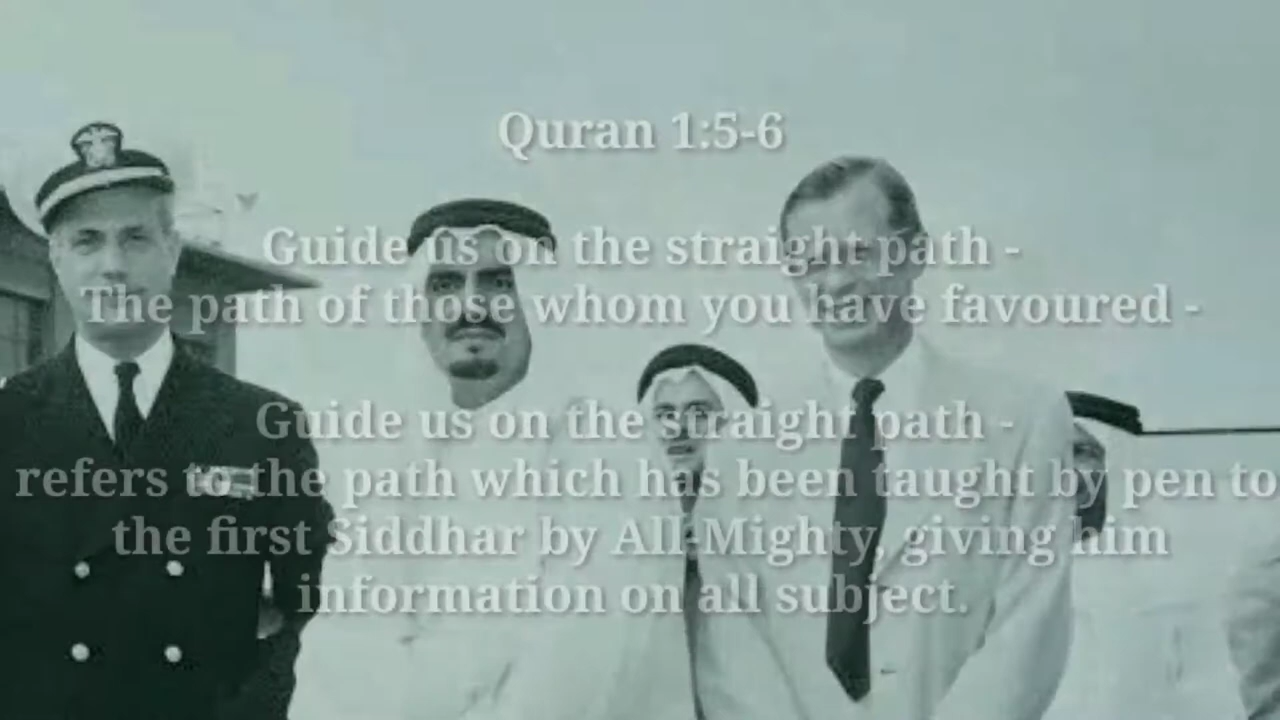 Quran 1:5-6
Guide us on the straight path -
The path of those whom you have favoured -
Guide us on the straight path -
refers to the path which has been taught by pen to
the first Siddhar by All-Mighty, giving him
information on all subject.